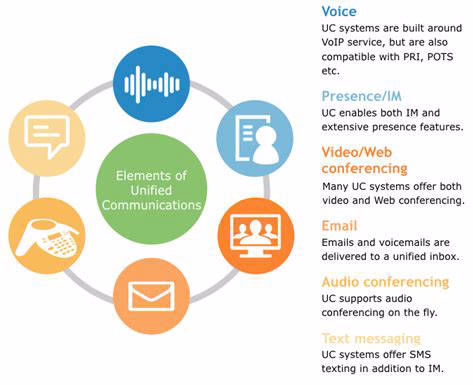 Elements of
Unified
Communications
Voice
UC systems are built around
VoIP service, but are also
compatible with PRI, POTS
etc.
Presence/IM
UC enables both IM and
extensive presence features.
Video/Web
conferencing
Many UC systems offer both
video and Web conferencing.
Email
Emails and voicemails are
delivered to a unified inbox.
Audio conferencing
UC supports audio
conferencing on the fly.
Text messaging
UC systems offer SMS
texting in addition to IM.